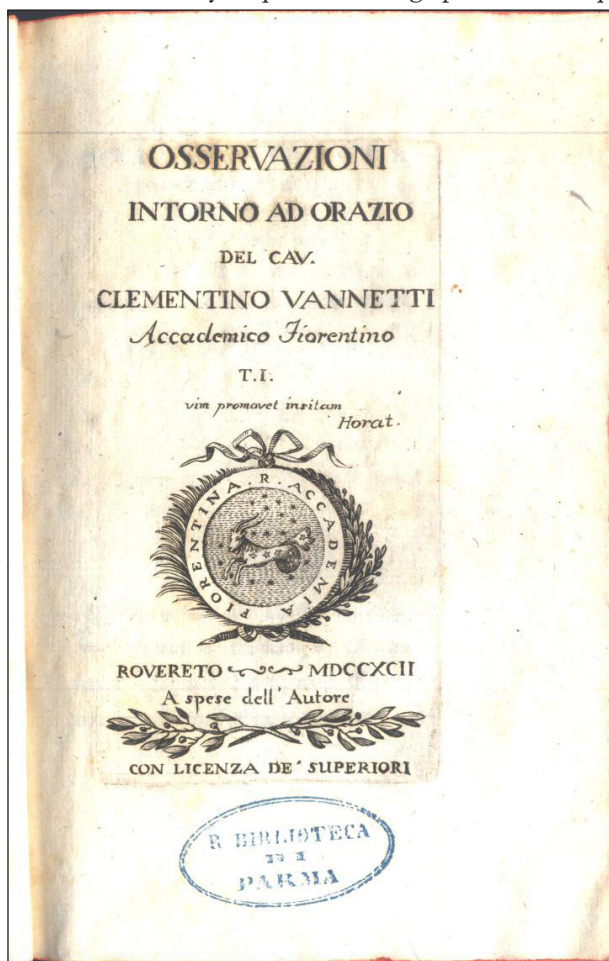 OSSERVAZIONI
INTORNO AD ORAZIO
DEL CAV.
CLEMENTINO VANNETTI
Accademico Fiorentino
T.I.
vim promovet insitam
Horat.
FIORENTINA . R . ACCADEMIA
ROVERETO MDCCXCII
A spese dell' Autore
CON LICENZA DE' SUPERIORI
R BIBLIOTECA
DI
PARMA